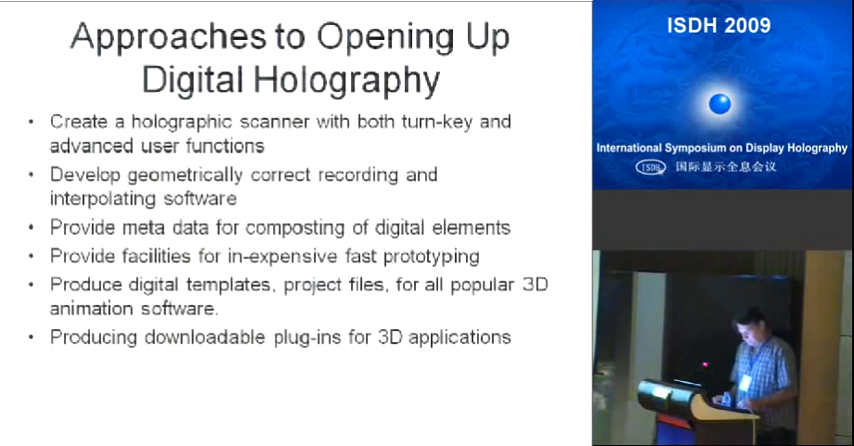 Approaches to Opening Up
Digital Holography
• Create a holographic scanner with both turn-key and
advanced user functions
• Develop geometrically correct recording and
interpolating software
• Provide meta data for composting of digital elements
• Provide facilities for in-expensive fast prototyping
• Produce digital templates, project files, for all popular 3D
animation software.
• Producing downloadable plug-ins for 3D applications
ISDH 2009
International Symposium on Display Holography
ISDH 国际显示全息会议